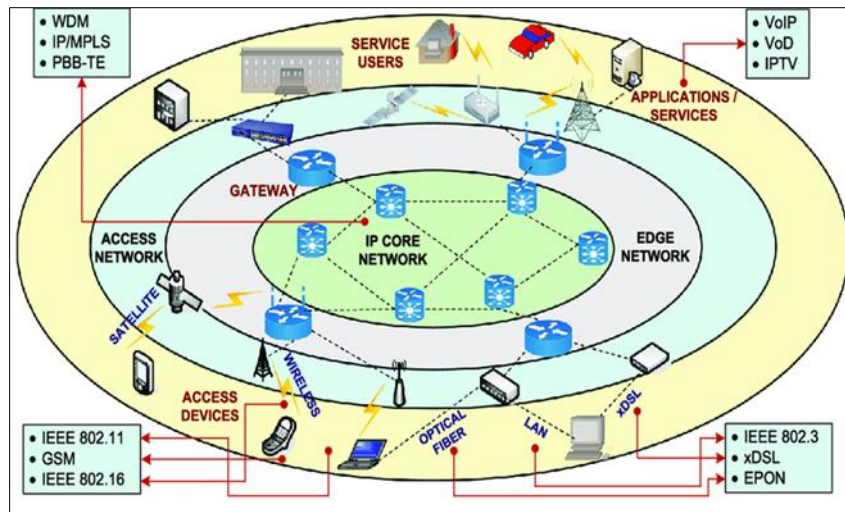 • WDM
• IP/MPLS
• PBB-TE
SERVICE
USERS
• VoIP
• VoD
• IPTV
APPLICATIONS /
SERVICES
GATEWAY
ACCESS
NETWORK
IP CORE
NETWORK
EDGE
NETWORK
SATELLITE
WIRELESS
ACCESS
DEVICES
OPTICAL
FIBER
LAN
xDSL
• IEEE 802.11
• GSM
• IEEE 802.16
• IEEE 802.3
• xDSL
• EPON